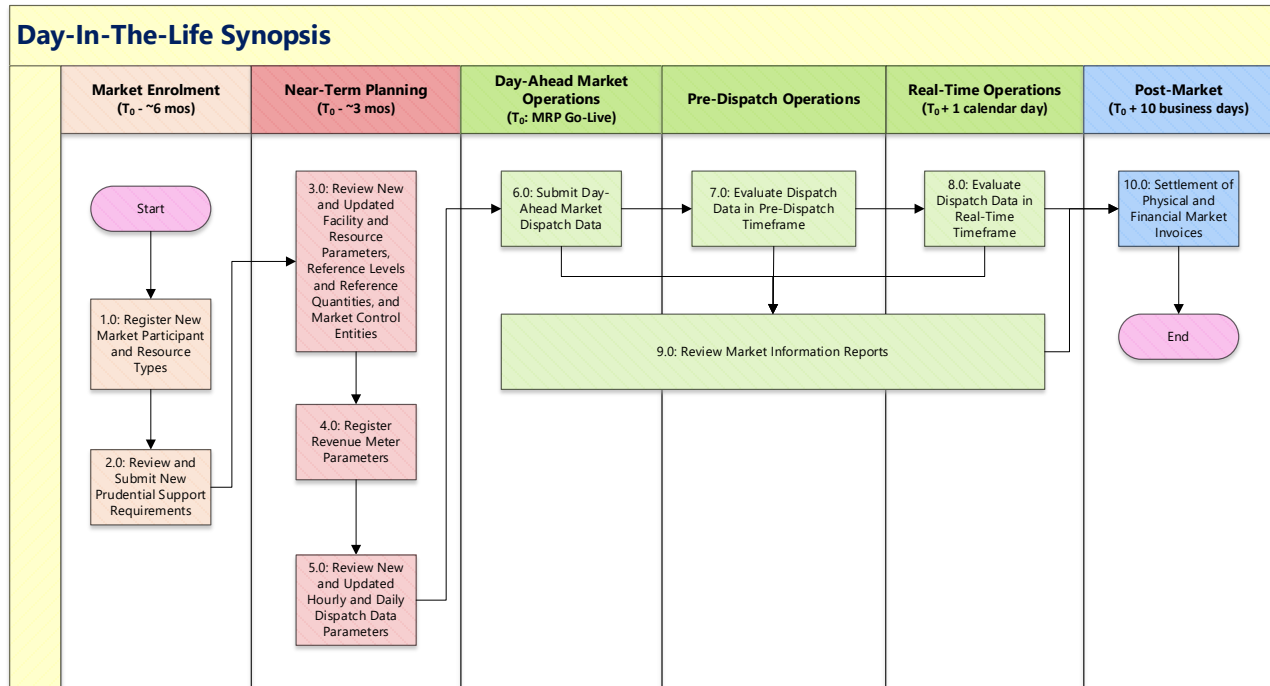 Day-In-The-Life Synopsis
Market Enrolment
(T0 - ~6 mos)
Near-Term Planning
(T0 - ~3 mos)
Day-Ahead Market
Operations
(T0: MRP Go-Live)
Pre-Dispatch Operations
Real-Time Operations
(T0 + 1 calendar day)
Post-Market
(T0 + 10 business days)
Start
1.0: Register New
Market Participant
and Resource
Types
2.0: Review and
Submit New
Prudential Support
Requirements
3.0: Review New
and Updated
Facility and
Resource
Parameters,
Reference Levels
and Reference
Quantities, and
Market Control
Entities
4.0: Register
Revenue Meter
Parameters
5.0: Review New
and Updated
Hourly and Daily
Dispatch Data
Parameters
6.0: Submit Day-
Ahead Market
Dispatch Data
7.0: Evaluate Dispatch
Data in Pre-Dispatch
Timeframe
8.0: Evaluate
Dispatch Data in
Real-Time
Timeframe
9.0: Review Market Information Reports
10.0: Settlement of
Physical and
Financial Market
Invoices
End